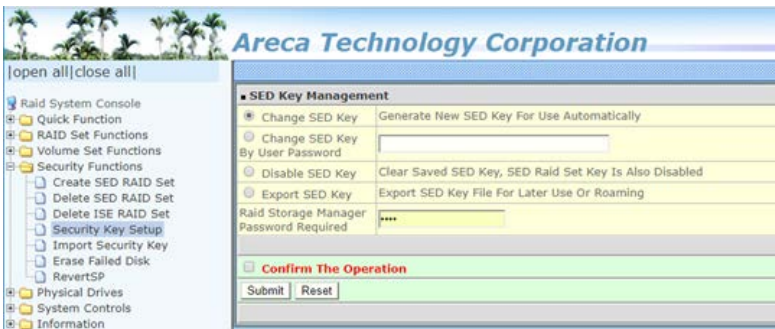 Areca Technology Corporation
|open all|close all|
Raid System Console
Quick Function
RAID Set Functions
Volume Set Functions
Security Functions
Create SED RAID Set
Delete SED RAID Set
Delete ISE RAID Set
Security Key Setup
Import Security Key
Erase Failed Disk
RevertSP
Physical Drives
System Controls
Information
SED Key Management
Change SED Key Generate New SED Key For Use Automatically
Change SED Key
By User Password
Disable SED Key Clear Saved SED Key, SED Raid Set Key Is Also Disabled
Export SED Key Export SED Key File For Later Use Or Roaming
Raid Storage Manager
Password Required ••••
Confirm The Operation
Submit Reset